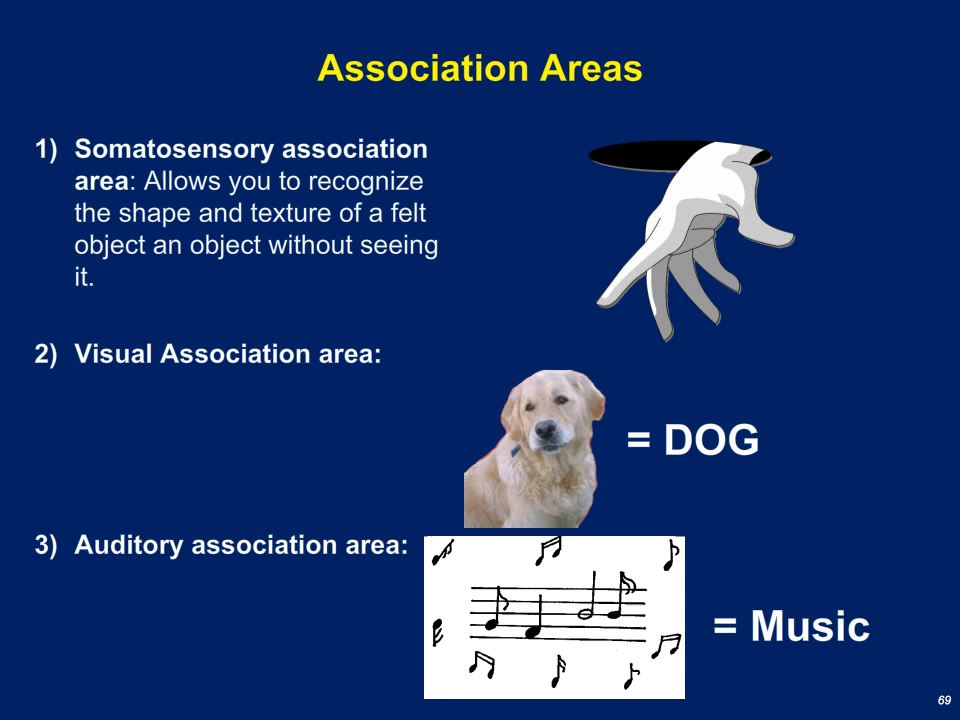 Association Areas
1) Somatosensory association
area: Allows you to recognize
the shape and texture of a felt
object an object without seeing
it.
2) Visual Association area:
= DOG
3) Auditory association area:
= Music
69